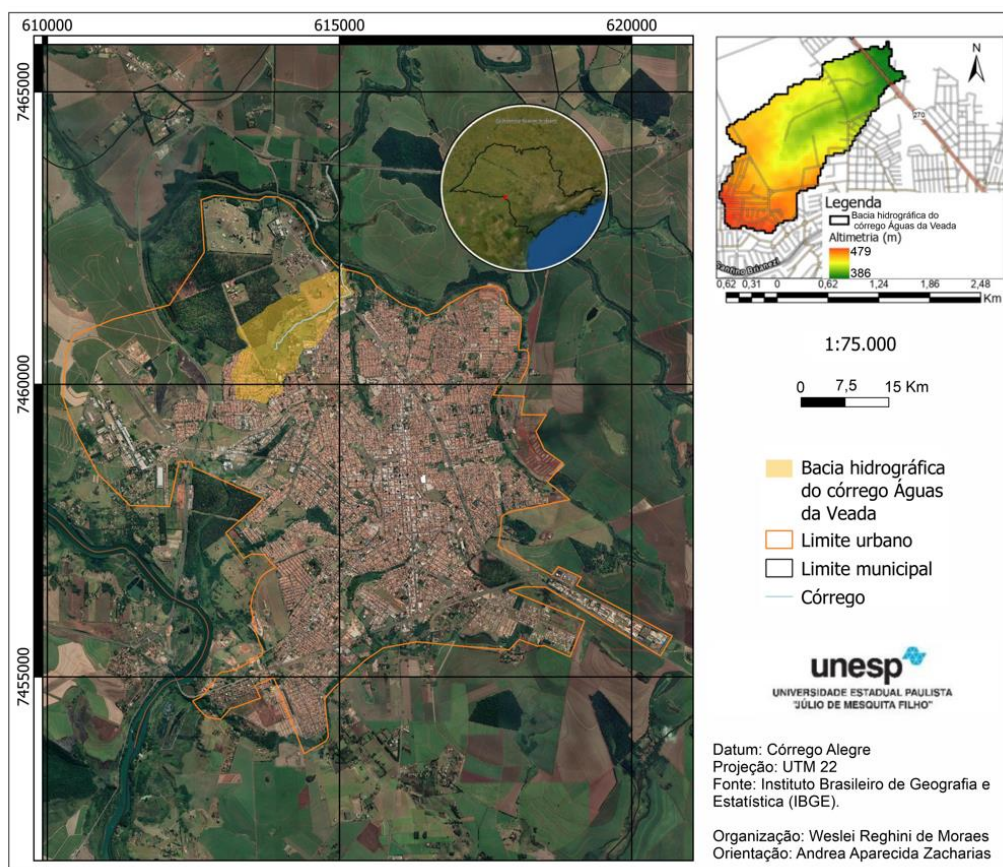 610000
615000
620000
7465000
7460000
7455000
N
270
Legenda
Bacia hidrográfica do
córrego Águas da Veada
Altimetria (m)
479
386
0,62 0,31 0 0,62 1,24 1,86 2,48
Km
1:75.000
0 7,5 15 Km
Bacia hidrográfica
do córrego Águas
da Veada
Limite urbano
Limite municipal
Córrego
unesp
UNIVERSIDADE ESTADUAL PAULISTA
"JÚLIO DE MESQUITA FILHO"
Datum: Córrego Alegre
Projeção: UTM 22
Fonte: Instituto Brasileiro de Geografia e
Estatística (IBGE).
Organização: Weslei Reghini de Moraes
Orientação: Andrea Aparecida Zacharias